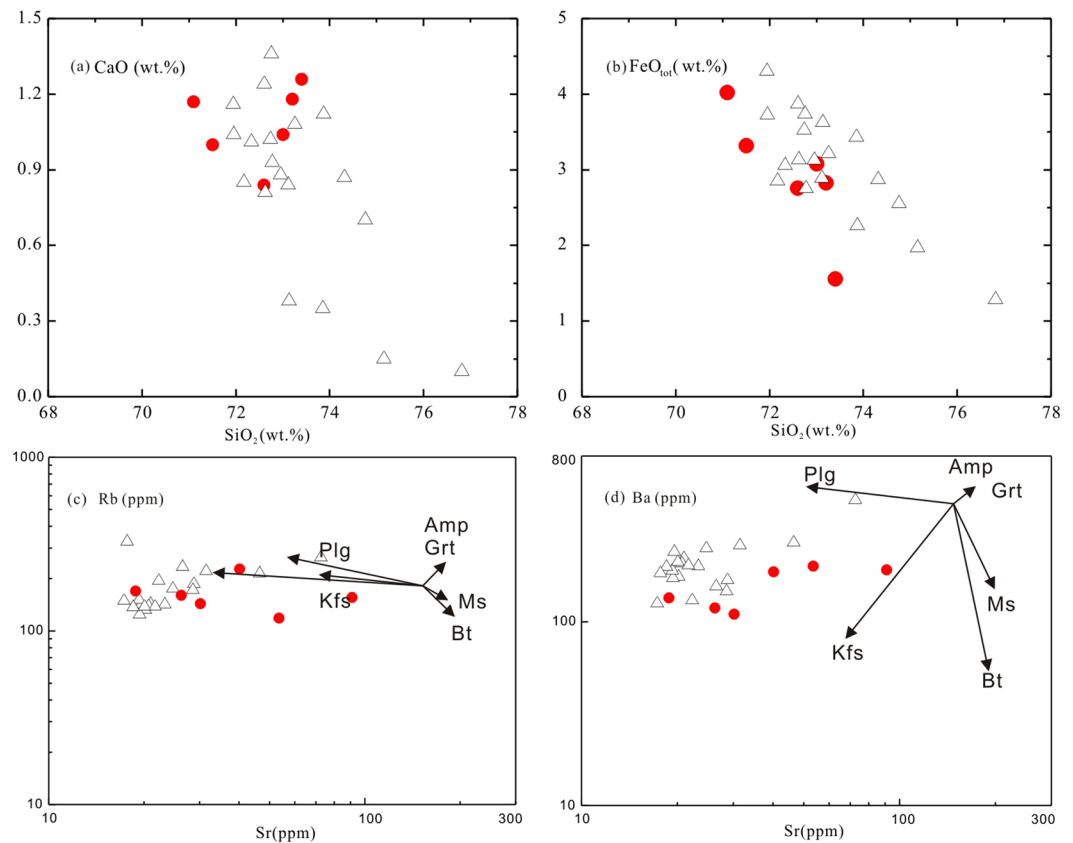 1.5
1.2
0.9
0.6
0.3
0.0
(a) CaO (wt.%)
68 70 72 74 76 78
SiO₂(wt.%)
5
4
3
2
1
0
(b) FeOtot(wt.%)
68 70 72 74 76 78
SiO₂(wt.%)
1000
100
10
(c) Rb (ppm)
Plg
Kfs
Amp
Grt
Ms
Bt
10 100 300
Sr(ppm)
800
100
10
(d) Ba (ppm)
Plg
Amp
Grt
Ms
Kfs
Bt
10 100 300
Sr(ppm)